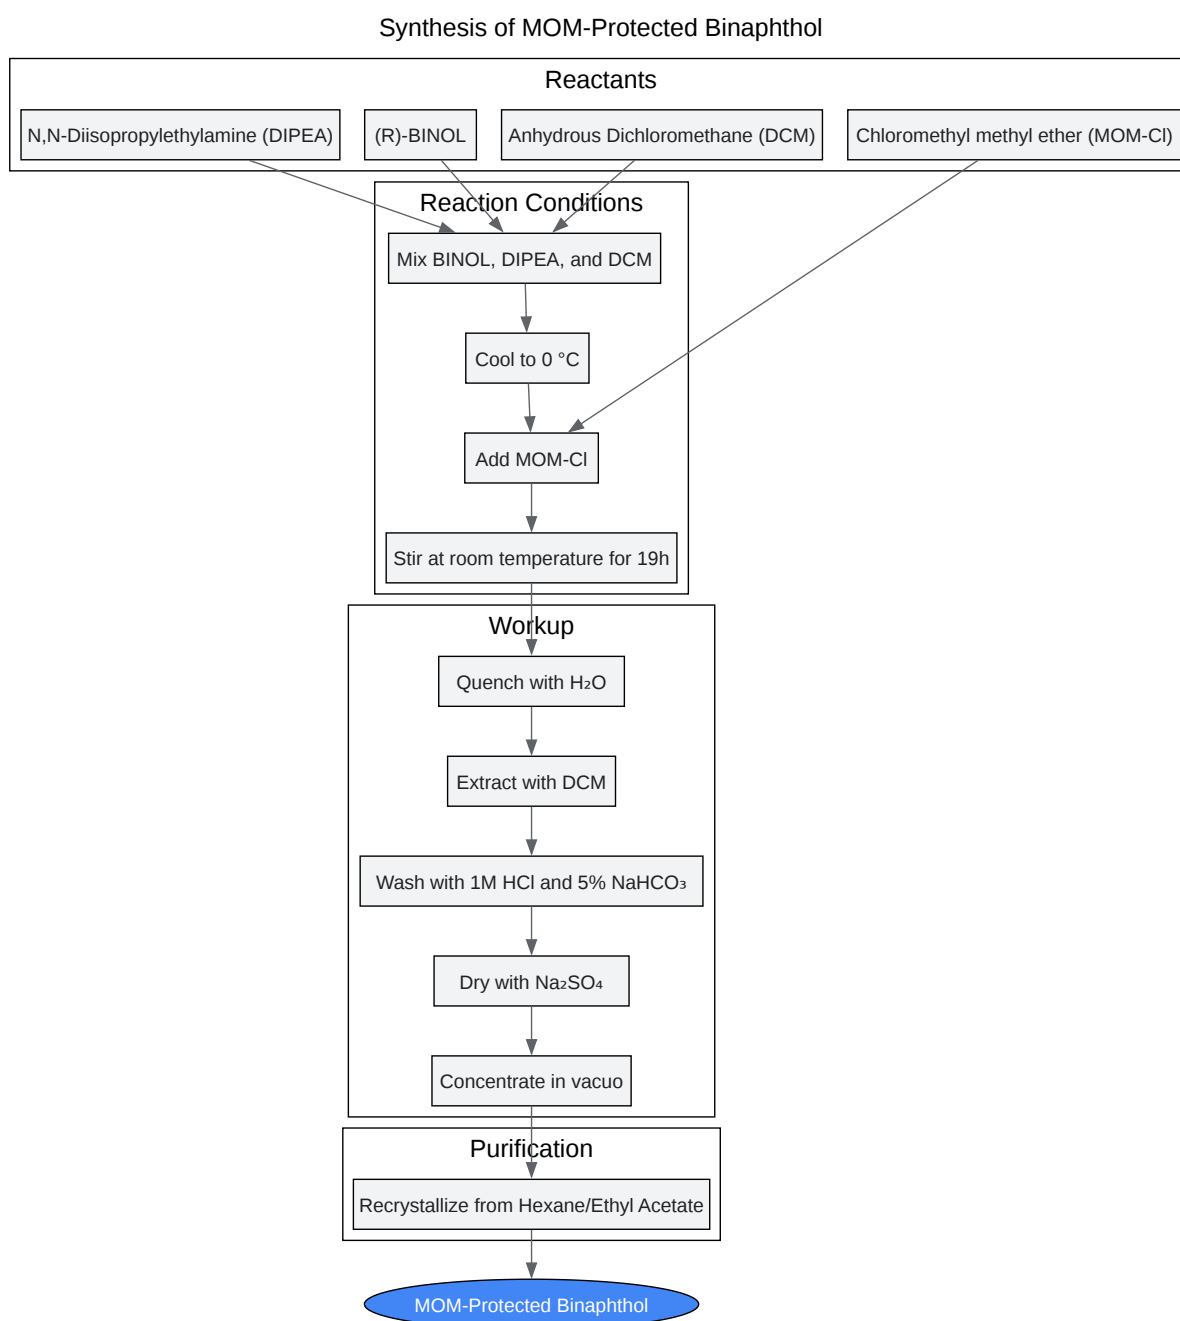 Synthesis of MOM-Protected Binaphthol
Reactants
N,N-Diisopropylethylamine (DIPEA)
(R)-BINOL
Anhydrous Dichloromethane (DCM)
Chloromethyl methyl ether (MOM-Cl)
Reaction Conditions
Mix BINOL, DIPEA, and DCM
Cool to 0 °C
Add MOM-Cl
Stir at room temperature for 19h
Workup
Quench with H₂O
Extract with DCM
Wash with 1M HCl and 5% NaHCO₃
Dry with Na₂SO₄
Concentrate in vacuo
Purification
Recrystallize from Hexane/Ethyl Acetate
MOM-Protected Binaphthol